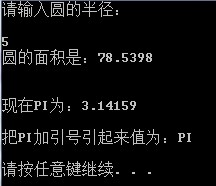 请输入圆的半径：
5
圆的面积是：78.5398
现在PI为：3.14159
把PI加引号引起来值为：PI
请按任意键继续. . .